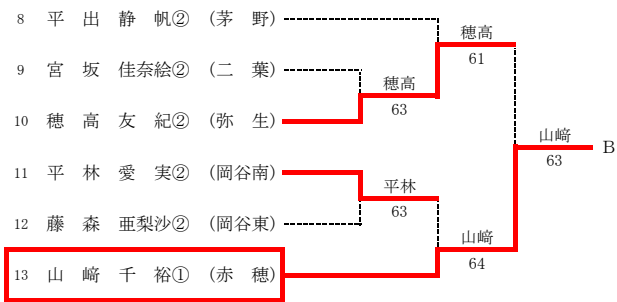 8 平 出 静 帆② (茅 野)
穂高
61
9 宮 坂 佳奈絵② (二 葉)
穂高
63
10 穂 高 友 紀② (弥 生)
山﨑
63
B
11 平 林 愛 実② (岡谷南)
平林
63
12 藤 森 亜梨沙② (岡谷東)
山﨑
64
13 山 﨑 千 裕① (赤 穂)